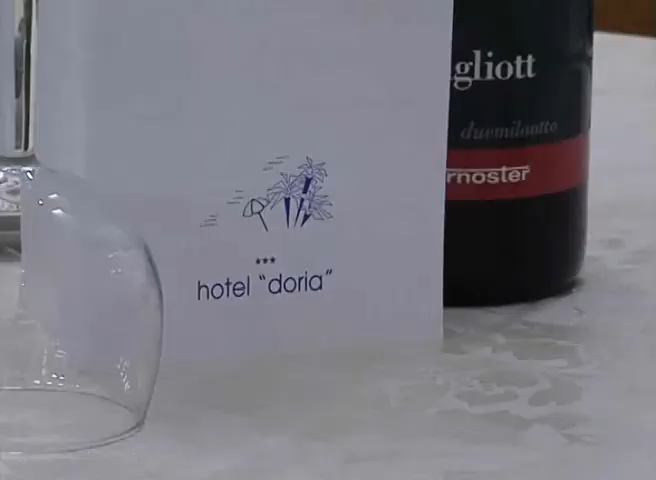 ***
hotel "doria"
gliott
duemilaotto
rnoster